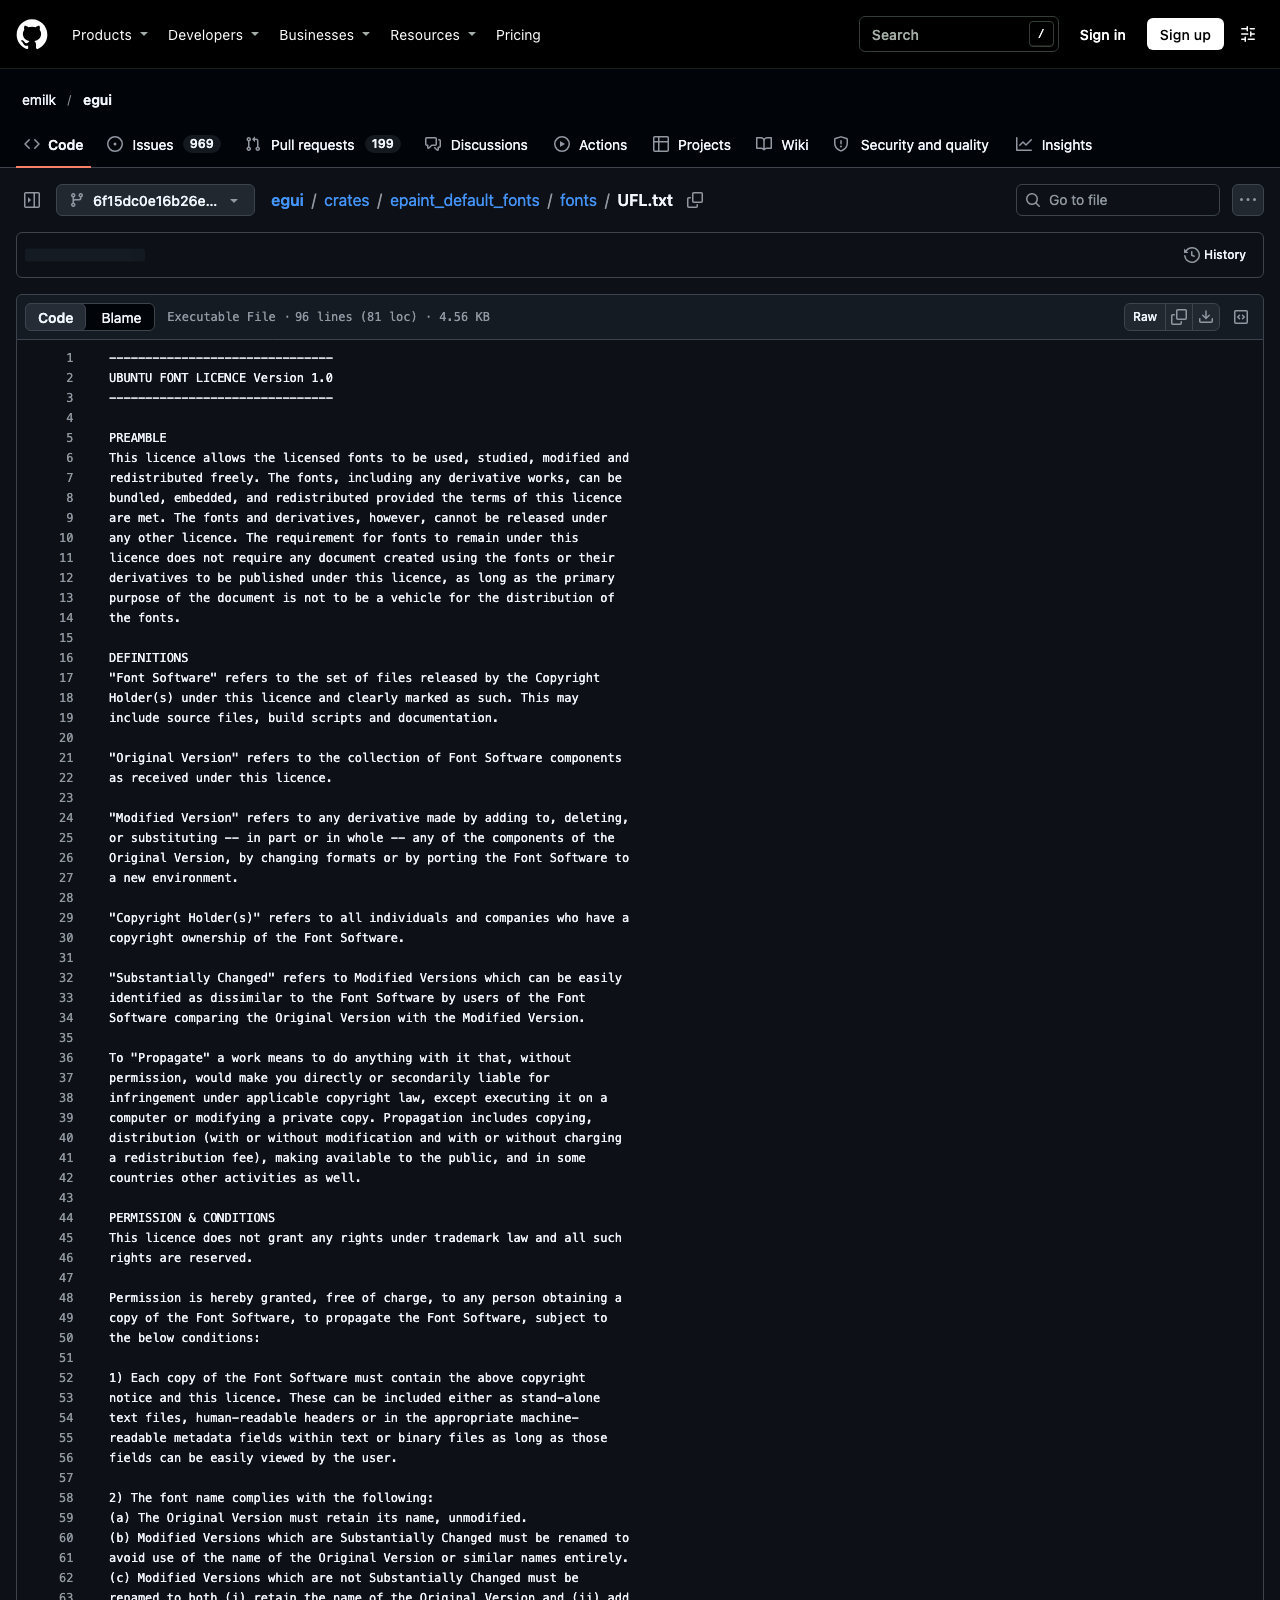 Products Developers Businesses Resources Pricing Search / Sign in Sign up
emilk / egui
Code Issues 969 Pull requests 199 Discussions Actions Projects Wiki Security and quality Insights
6f15dc0e16b26e... egui / crates / epaint_default_fonts / fonts / UFL.txt Go to file
History
Code Blame Executable File · 96 lines (81 loc) · 4.56 KB Raw
1 -------------------------------
2 UBUNTU FONT LICENCE Version 1.0
3 -------------------------------
4
5 PREAMBLE
6 This licence allows the licensed fonts to be used, studied, modified and
7 redistributed freely. The fonts, including any derivative works, can be
8 bundled, embedded, and redistributed provided the terms of this licence
9 are met. The fonts and derivatives, however, cannot be released under
10 any other licence. The requirement for fonts to remain under this
11 licence does not require any document created using the fonts or their
12 derivatives to be published under this licence, as long as the primary
13 purpose of the document is not to be a vehicle for the distribution of
14 the fonts.
15
16 DEFINITIONS
17 "Font Software" refers to the set of files released by the Copyright
18 Holder(s) under this licence and clearly marked as such. This may
19 include source files, build scripts and documentation.
20
21 "Original Version" refers to the collection of Font Software components
22 as received under this licence.
23
24 "Modified Version" refers to any derivative made by adding to, deleting,
25 or substituting -- in part or in whole -- any of the components of the
26 Original Version, by changing formats or by porting the Font Software to
27 a new environment.
28
29 "Copyright Holder(s)" refers to all individuals and companies who have a
30 copyright ownership of the Font Software.
31
32 "Substantially Changed" refers to Modified Versions which can be easily
33 identified as dissimilar to the Font Software by users of the Font
34 Software comparing the Original Version with the Modified Version.
35
36 To "Propagate" a work means to do anything with it that, without
37 permission, would make you directly or secondarily liable for
38 infringement under applicable copyright law, except executing it on a
39 computer or modifying a private copy. Propagation includes copying,
40 distribution (with or without modification and with or without charging
41 a redistribution fee), making available to the public, and in some
42 countries other activities as well.
43
44 PERMISSION & CONDITIONS
45 This licence does not grant any rights under trademark law and all such
46 rights are reserved.
47
48 Permission is hereby granted, free of charge, to any person obtaining a
49 copy of the Font Software, to propagate the Font Software, subject to
50 the below conditions:
51
52 1) Each copy of the Font Software must contain the above copyright
53 notice and this licence. These can be included either as stand-alone
54 text files, human-readable headers or in the appropriate machine-
55 readable metadata fields within text or binary files as long as those
56 fields can be easily viewed by the user.
57
58 2) The font name complies with the following:
59 (a) The Original Version must retain its name, unmodified.
60 (b) Modified Versions which are Substantially Changed must be renamed to
61 avoid use of the name of the Original Version or similar names entirely.
62 (c) Modified Versions which are not Substantially Changed must be
63 renamed to both (i) retain the name of the Original Version and (ii) add